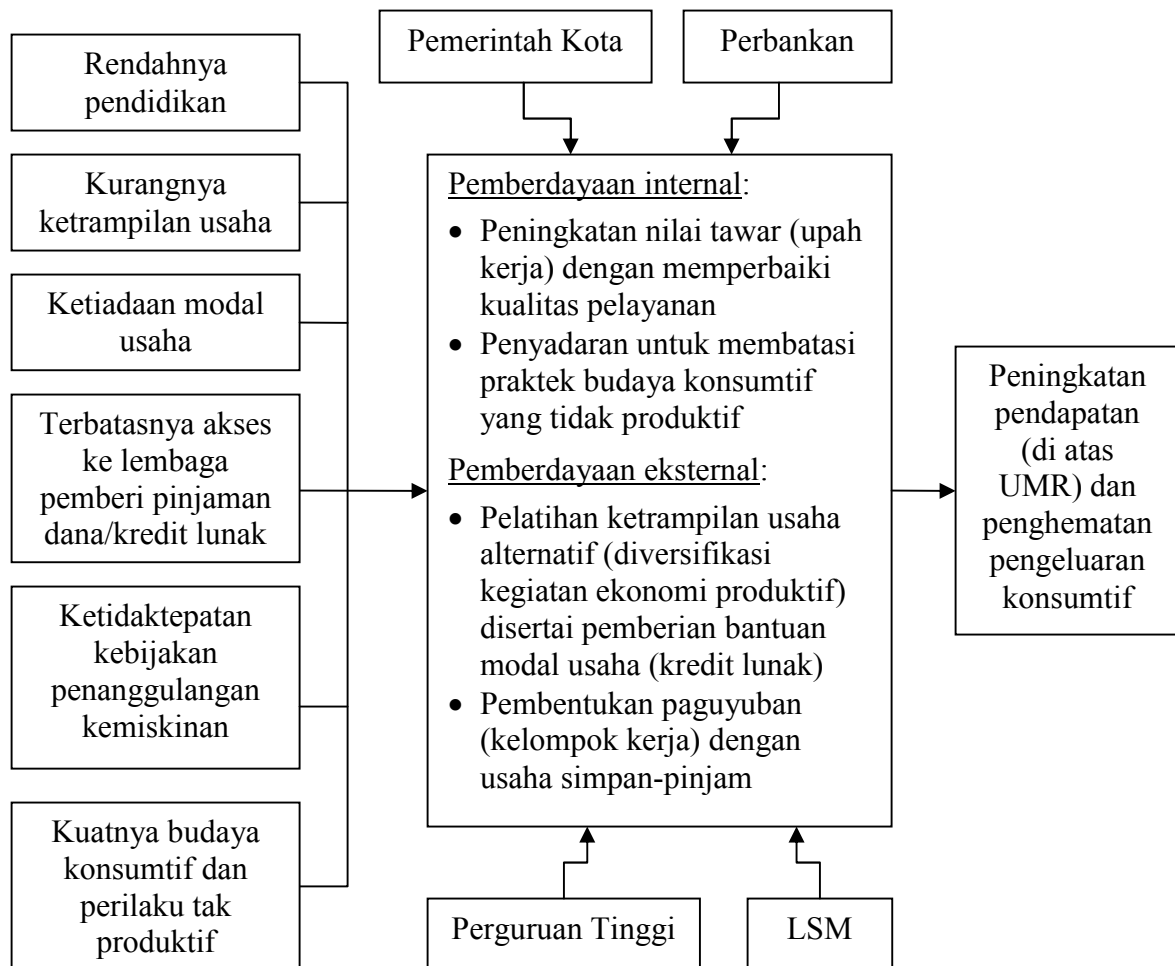 Pemerintah Kota
Perbankan
Rendahnya
pendidikan
Kurangnya
ketrampilan usaha
Ketiadaan modal
usaha
Terbatasnya akses
ke lembaga
pemberi pinjaman
dana/kredit lunak
Ketidaktepatan
kebijakan
penanggulangan
kemiskinan
Kuatnya budaya
konsumtif dan
perilaku tak
produktif
Pemberdayaan internal:
• Peningkatan nilai tawar (upah
kerja) dengan memperbaiki
kualitas pelayanan
• Penyadaran untuk membatasi
praktek budaya konsumtif
yang tidak produktif
Pemberdayaan eksternal:
• Pelatihan ketrampilan usaha
alternatif (diversifikasi
kegiatan ekonomi produktif)
disertai pemberian bantuan
modal usaha (kredit lunak)
• Pembentukan paguyuban
(kelompok kerja) dengan
usaha simpan-pinjam
Peningkatan
pendapatan
(di atas
UMR) dan
penghematan
pengeluaran
konsumtif
Perguruan Tinggi
LSM